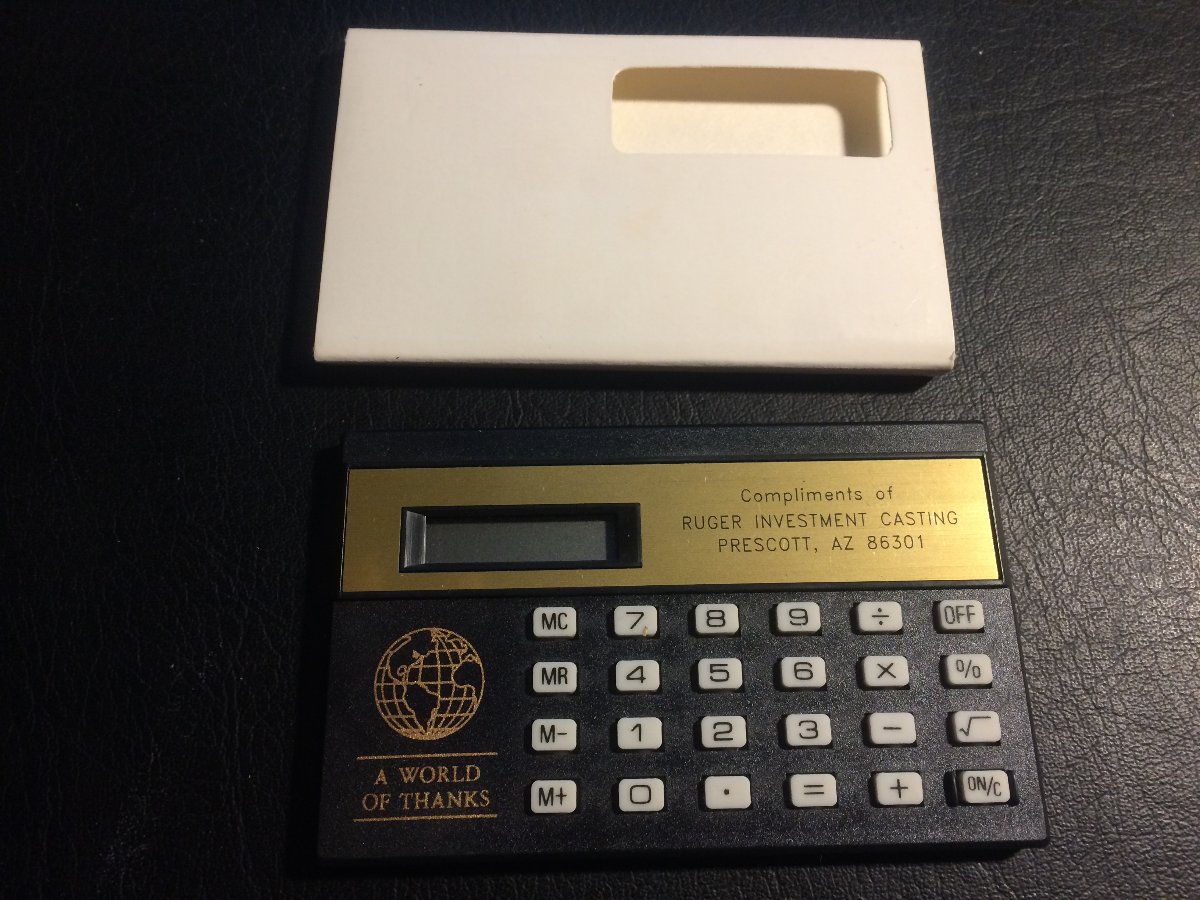 Compliments of
RUGER INVESTMENT CASTING
PRESCOTT, AZ 86301
MC 7 8 9 ÷ OFF
MR 4 5 6 × %
M- 1 2 3 − √
M+ 0 . = + ON/C
A WORLD
OF THANKS